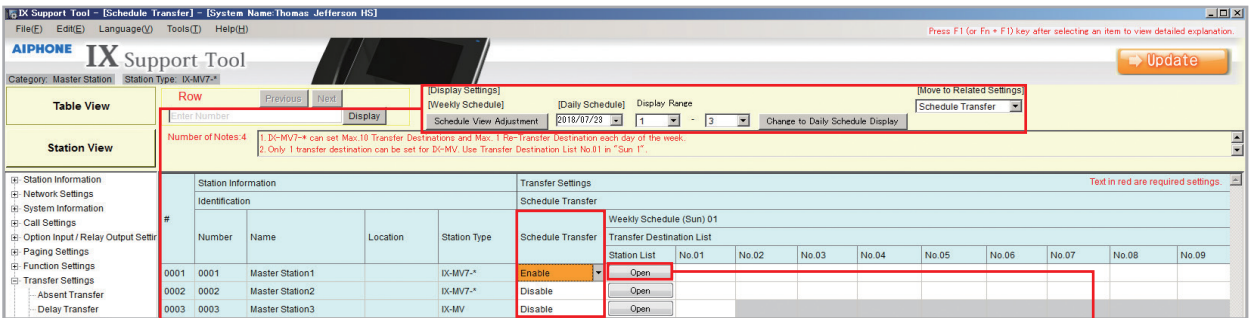 IX Support Tool - [Schedule Transfer] - [System Name:Thomas Jefferson HS]
File(F) Edit(E) Language(V) Tools(T) Help(H)
Press F1 (or Fn + F1) key after selecting an item to view detailed explanation.
AIPHONE IX Support Tool
Update
Category: Master Station Station Type: IX-MV7-*
Table View
Station View
Row
Previous Next
Enter Number Display
[Display Settings]
[Weekly Schedule] [Daily Schedule] Display Range
Schedule View Adjustment 2018/07/23 1 - 3 Change to Daily Schedule Display
[Move to Related Settings]
Schedule Transfer
Number of Notes:4
1. IX-MV7-* can set Max.10 Transfer Destinations and Max. 1 Re-Transfer Destination each day of the week.
2. Only 1 transfer destination can be set for IX-MV. Use Transfer Destination List No.01 in "Sun 1".
Station Information
Network Settings
System Information
Call Settings
Option Input / Relay Output Settin
Paging Settings
Function Settings
Transfer Settings
Absent Transfer
Delay Transfer
Text in red are required settings.
Station Information Transfer Settings
Identification Schedule Transfer
# Number Name Location Station Type Schedule Transfer
Weekly Schedule (Sun) 01
Transfer Destination List
Station List No.01 No.02 No.03 No.04 No.05 No.06 No.07 No.08 No.09
0001 0001 Master Station1 IX-MV7-* Enable Open
0002 0002 Master Station2 IX-MV7-* Disable Open
0003 0003 Master Station3 IX-MV Disable Open